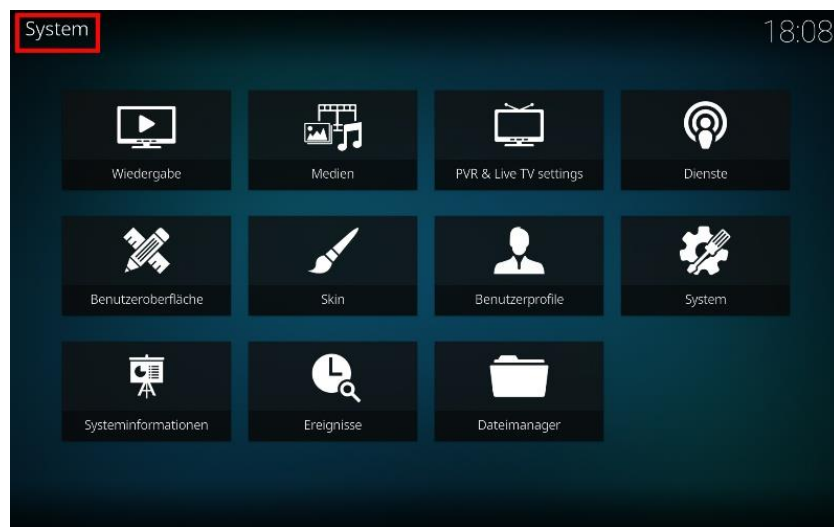 System
18:08
Wiedergabe
Medien
PVR & Live TV settings
Dienste
Benutzeroberfläche
Skin
Benutzerprofile
System
Systeminformationen
Ereignisse
Dateimanager